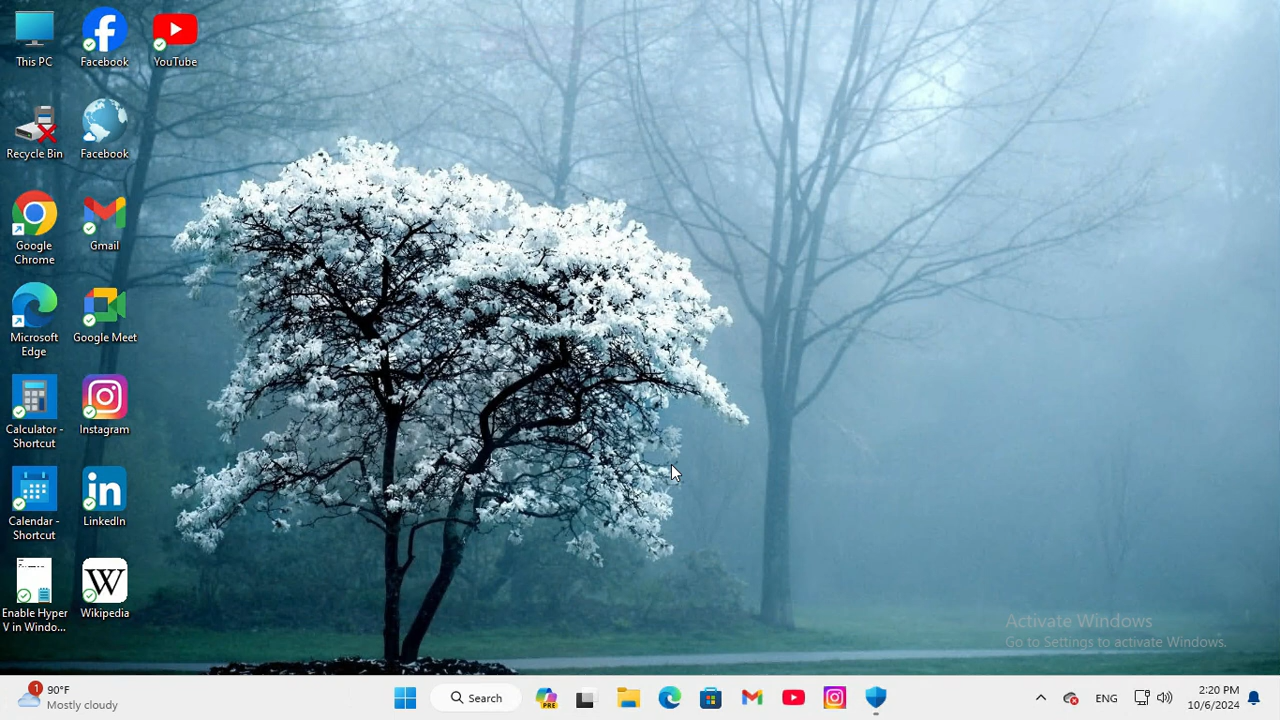 This PC
Facebook
YouTube
Recycle Bin
Facebook
Google
Chrome
Gmail
Microsoft
Edge
Google Meet
Calculator -
Shortcut
Instagram
Calendar -
Shortcut
LinkedIn
Enable Hyper
V in Windo...
W
Wikipedia
Activate Windows
Go to Settings to activate Windows.
1
90°F
Mostly cloudy
Search
PRE
ENG
2:20 PM
10/6/2024